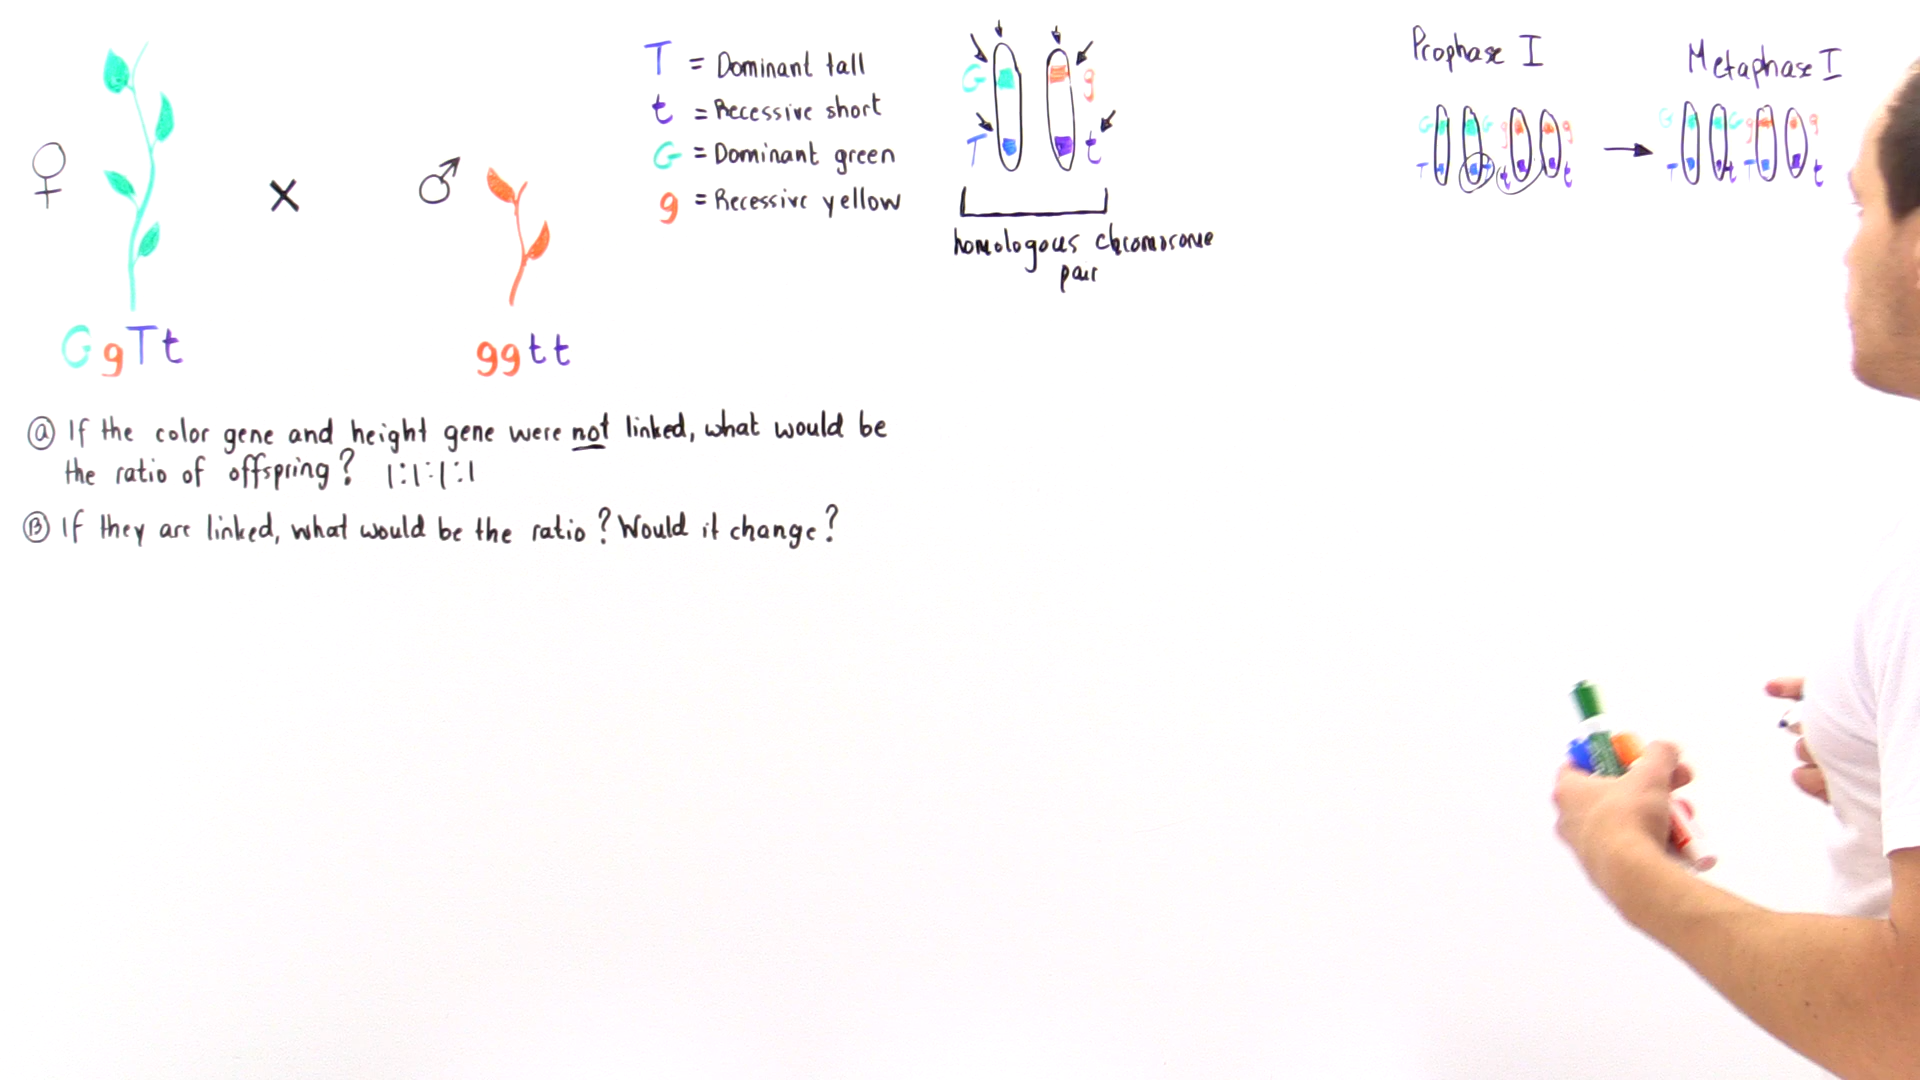 GgTt
x
ggtt
T = Dominant tall
t = Recessive short
G = Dominant green
g = Recessive yellow
G g
T t
homologous chromosome
pair
Prophase I
G G g g
T T t t
Metaphase I
G G g g
T t T t
Ⓐ If the color gene and height gene were not linked, what would be
the ratio of offspring? 1:1:1:1
Ⓑ If they are linked, what would be the ratio? Would it change?